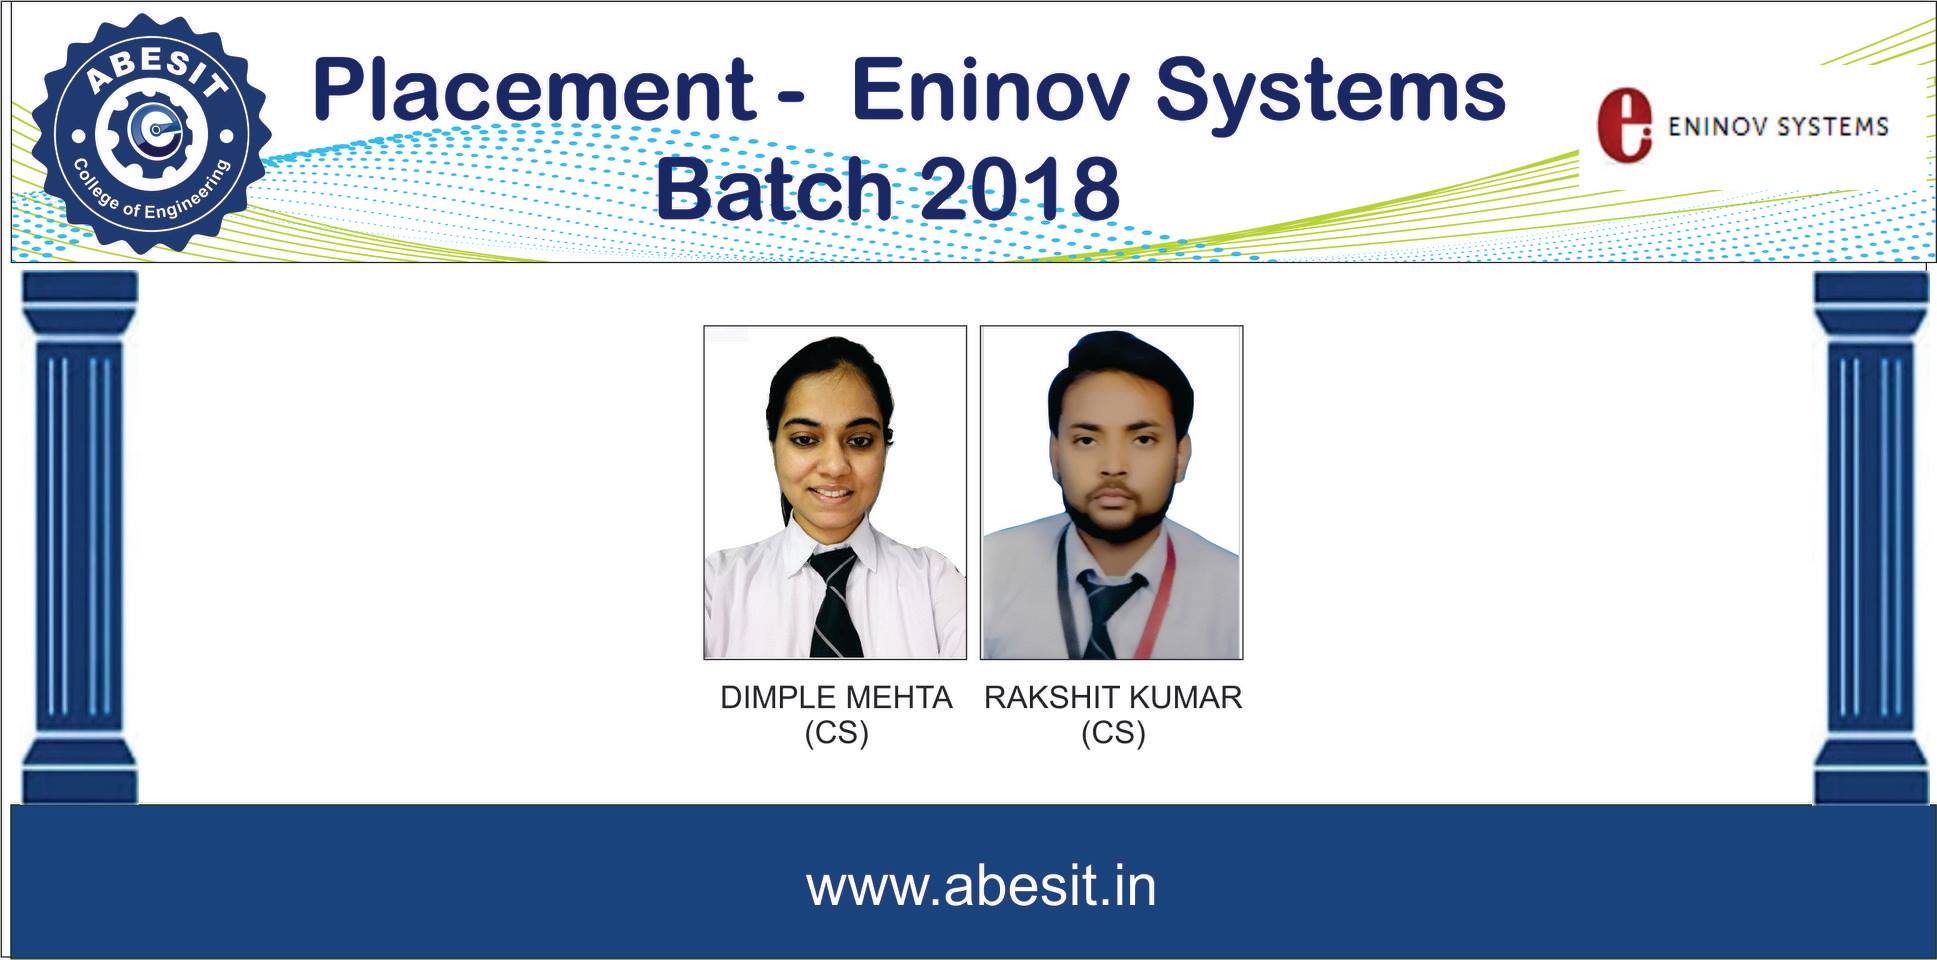 ABESIT
College of Engineering
Placement - Eninov Systems
Batch 2018
e
ENINOV SYSTEMS
DIMPLE MEHTA
(CS)
RAKSHIT KUMAR
(CS)
www.abesit.in